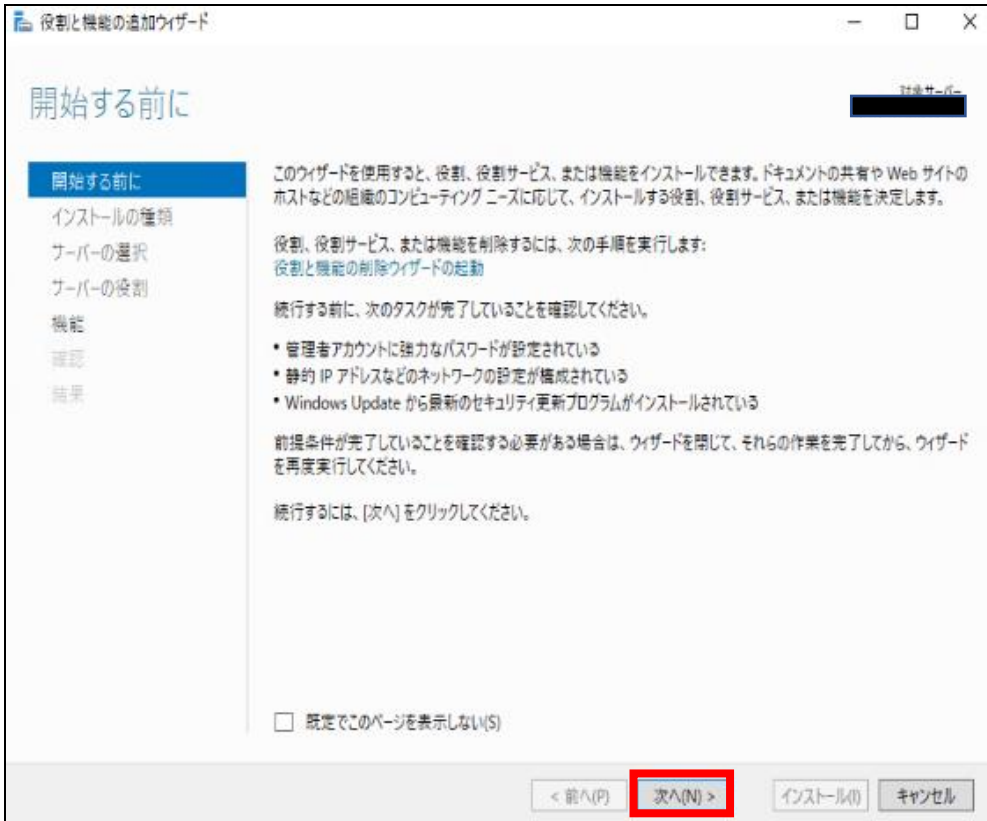 役割と機能の追加ウィザード
開始する前に
対象サーバー
開始する前に
インストールの種類
サーバーの選択
サーバーの役割
機能
確認
結果
このウィザードを使用すると、役割、役割サービス、または機能をインストールできます。ドキュメントの共有や Web サイトの
ホストなどの組織のコンピューティング ニーズに応じて、インストールする役割、役割サービス、または機能を決定します。
役割、役割サービス、または機能を削除するには、次の手順を実行します:
役割と機能の削除ウィザードの起動
続行する前に、次のタスクが完了していることを確認してください。
• 管理者アカウントに強力なパスワードが設定されている
• 静的 IP アドレスなどのネットワークの設定が構成されている
• Windows Update から最新のセキュリティ更新プログラムがインストールされている
前提条件が完了していることを確認する必要がある場合は、ウィザードを閉じて、それらの作業を完了してから、ウィザード
を再度実行してください。
続行するには、[次へ] をクリックしてください。
既定でこのページを表示しない(S)
< 前へ(P)
次へ(N) >
インストール(I)
キャンセル